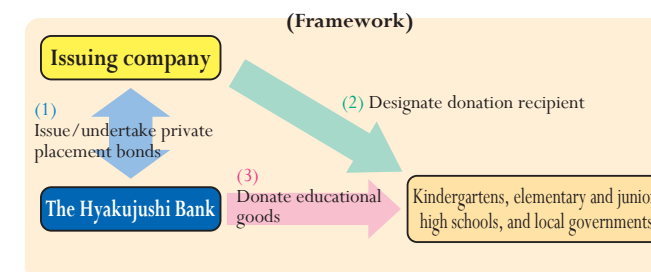 (Framework)
Issuing company
(1)
Issue/undertake private
placement bonds
(2) Designate donation recipient
The Hyakujushi Bank
(3)
Donate educational
goods
Kindergartens, elementary and junior
high schools, and local governments